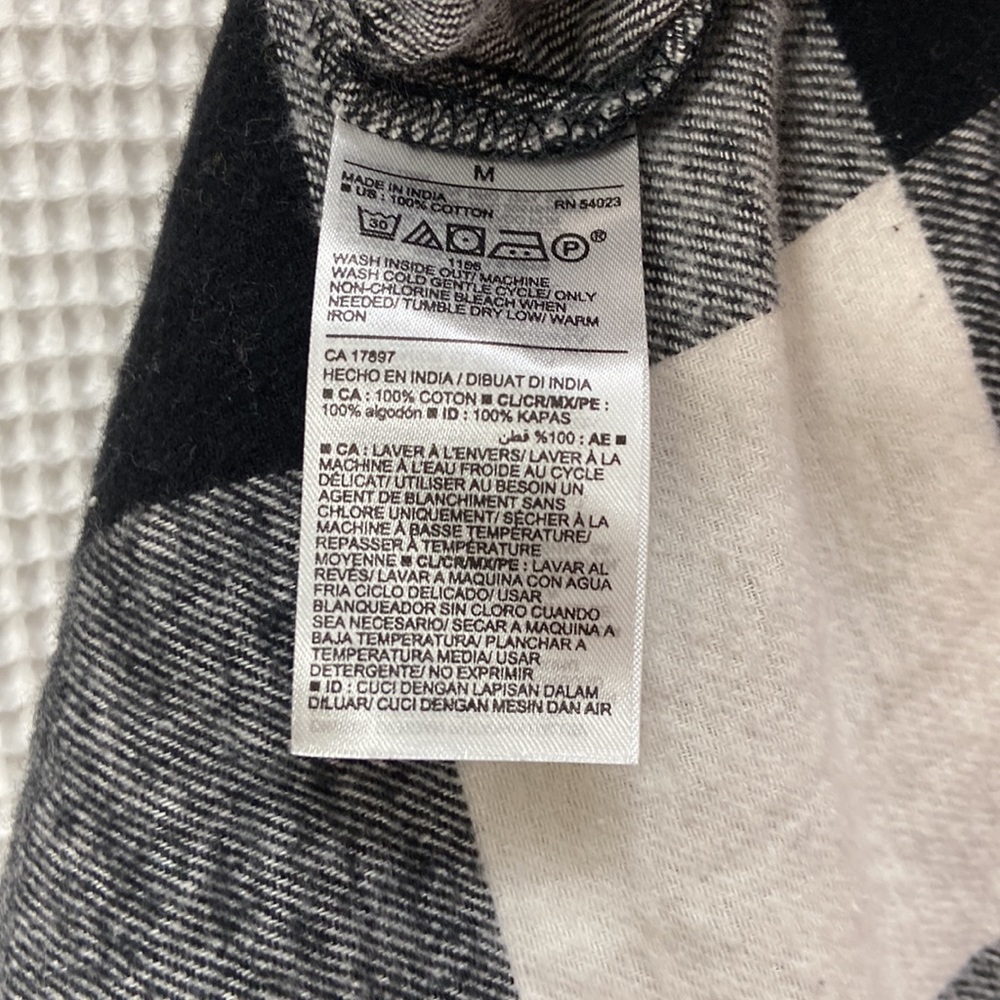 M
MADE IN INDIA
■ US : 100% COTTON RN 54023
30 P ®
1196
WASH INSIDE OUT/ MACHINE
WASH COLD GENTLE CYCLE/ ONLY
NON-CHLORINE BLEACH WHEN
NEEDED/ TUMBLE DRY LOW/ WARM
IRON
CA 17897
HECHO EN INDIA / DIBUAT DI INDIA
■ CA : 100% COTON ■ CL/CR/MX/PE :
100% algodón ■ ID : 100% KAPAS
■ AE : 100% قطن
■ CA : LAVER À L'ENVERS/ LAVER À LA
MACHINE À L'EAU FROIDE AU CYCLE
DÉLICAT/ UTILISER AU BESOIN UN
AGENT DE BLANCHIMENT SANS
CHLORE UNIQUEMENT/ SÉCHER À LA
MACHINE À BASSE TEMPÉRATURE/
REPASSER À TEMPÉRATURE
MOYENNE ■ CL/CR/MX/PE : LAVAR AL
REVÉS/ LAVAR A MAQUINA CON AGUA
FRIA CICLO DELICADO/ USAR
BLANQUEADOR SIN CLORO CUANDO
SEA NECESARIO/ SECAR A MAQUINA A
BAJA TEMPERATURA/ PLANCHAR A
TEMPERATURA MEDIA/ USAR
DETERGENTE/ NO EXPRIMIR
■ ID : CUCI DENGAN LAPISAN DALAM
DILUAR/ CUCI DENGAN MESIN DAN AIR